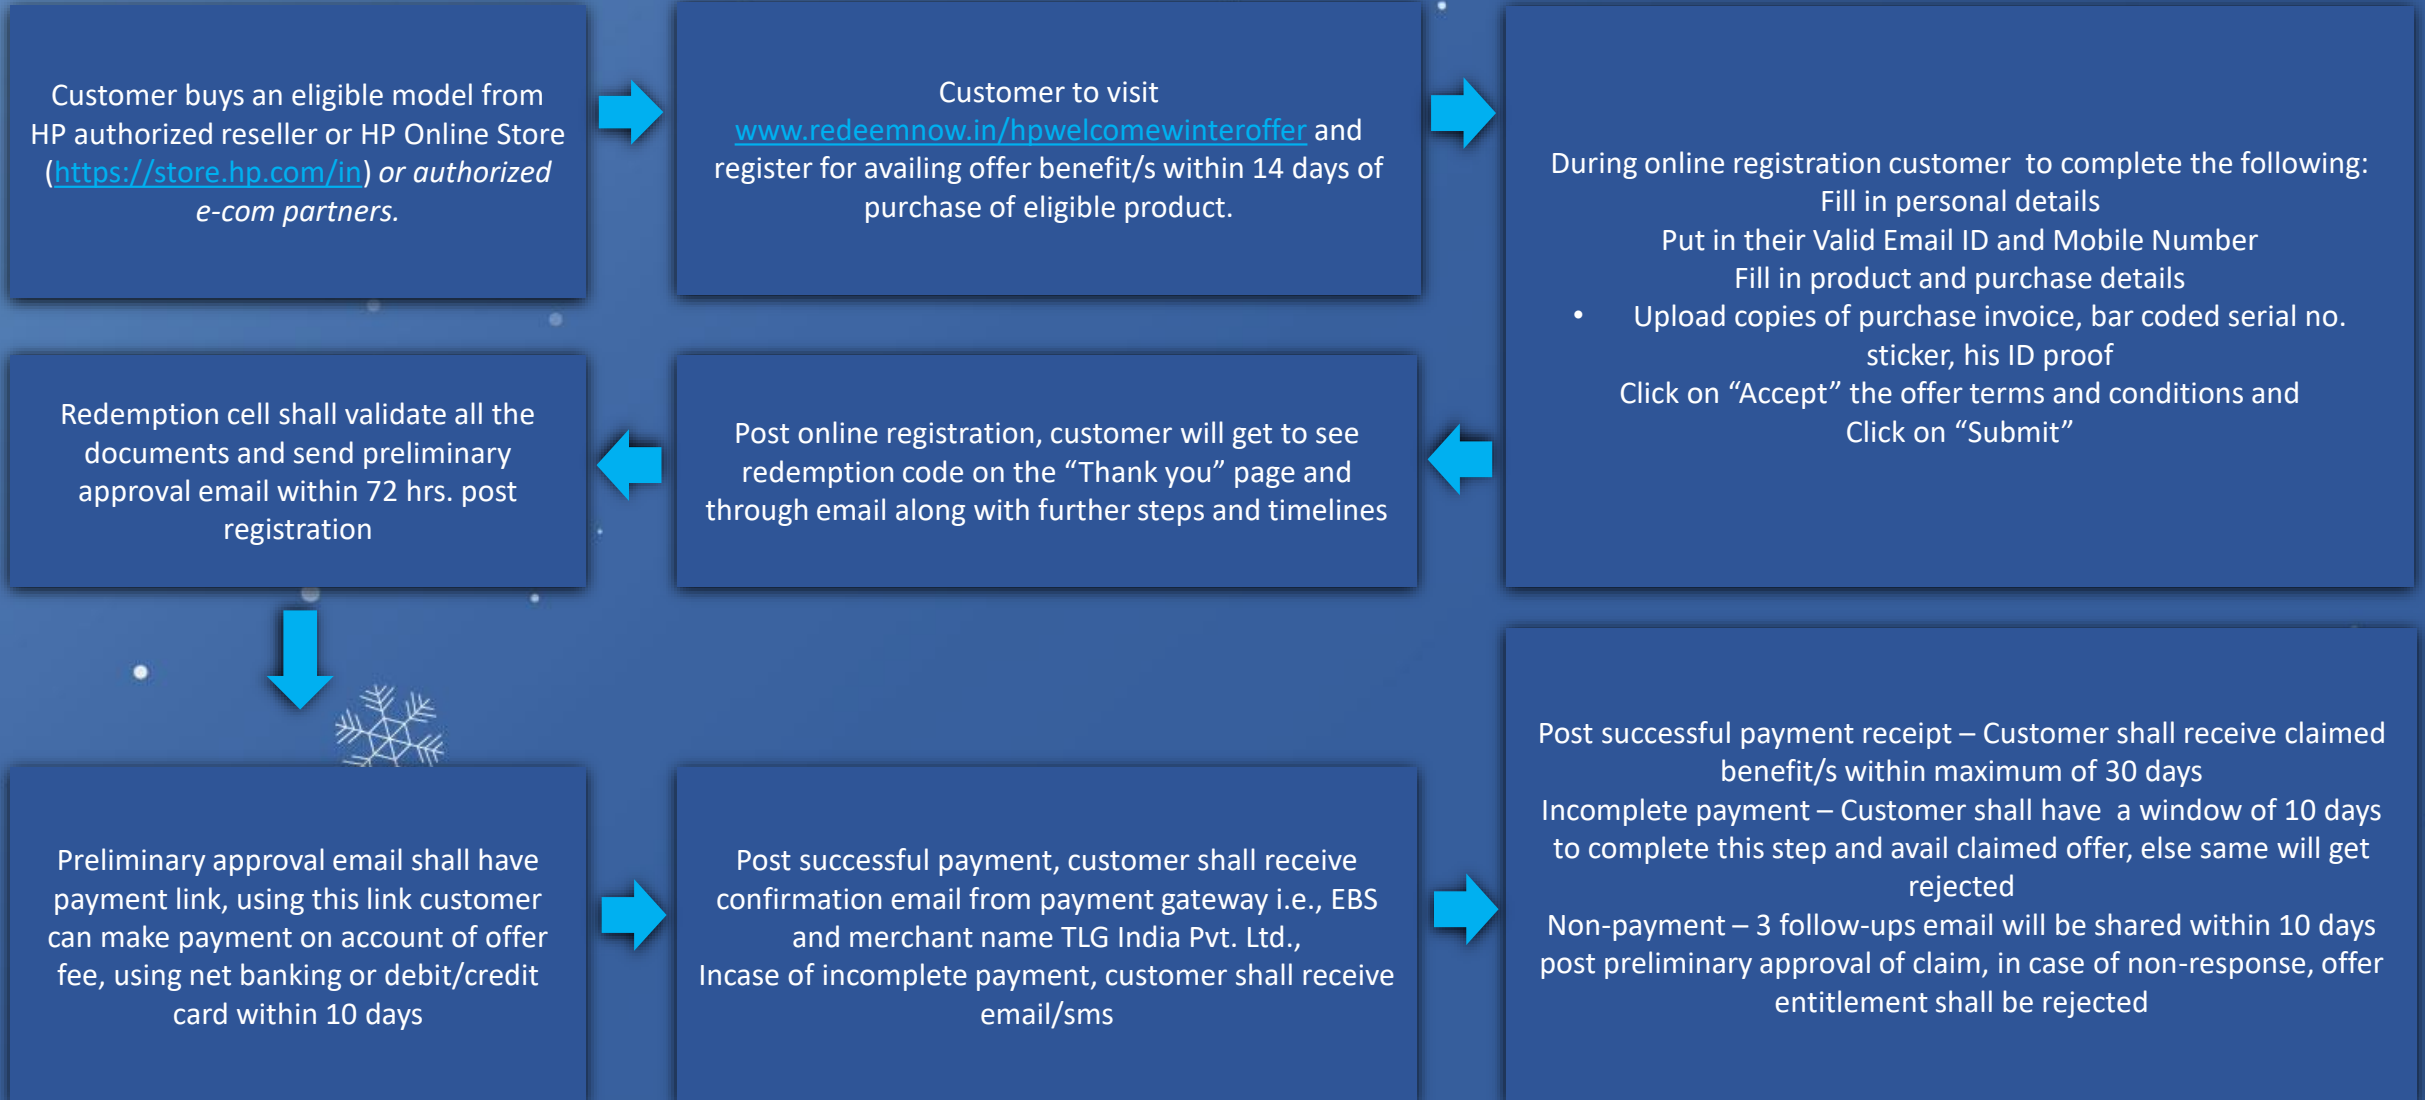 Customer buys an eligible model from
HP authorized reseller or HP Online Store
(https://store.hp.com/in) or authorized
e-com partners.
Customer to visit
www.redeemnow.in/hpwelcomewinteroffer and
register for availing offer benefit/s within 14 days of
purchase of eligible product.
During online registration customer  to complete the following:
Fill in personal details
Put in their Valid Email ID and Mobile Number
Fill in product and purchase details
• Upload copies of purchase invoice, bar coded serial no.
sticker, his ID proof
Click on “Accept” the offer terms and conditions and
Click on “Submit”
Post online registration, customer will get to see
redemption code on the “Thank you” page and
through email along with further steps and timelines
Redemption cell shall validate all the
documents and send preliminary
approval email within 72 hrs. post
registration
Preliminary approval email shall have
payment link, using this link customer
can make payment on account of offer
fee, using net banking or debit/credit
card within 10 days
Post successful payment, customer shall receive
confirmation email from payment gateway i.e., EBS
and merchant name TLG India Pvt. Ltd.,
Incase of incomplete payment, customer shall receive
email/sms
Post successful payment receipt – Customer shall receive claimed
benefit/s within maximum of 30 days
Incomplete payment – Customer shall have  a window of 10 days
to complete this step and avail claimed offer, else same will get
rejected
Non-payment – 3 follow-ups email will be shared within 10 days
post preliminary approval of claim, in case of non-response, offer
entitlement shall be rejected